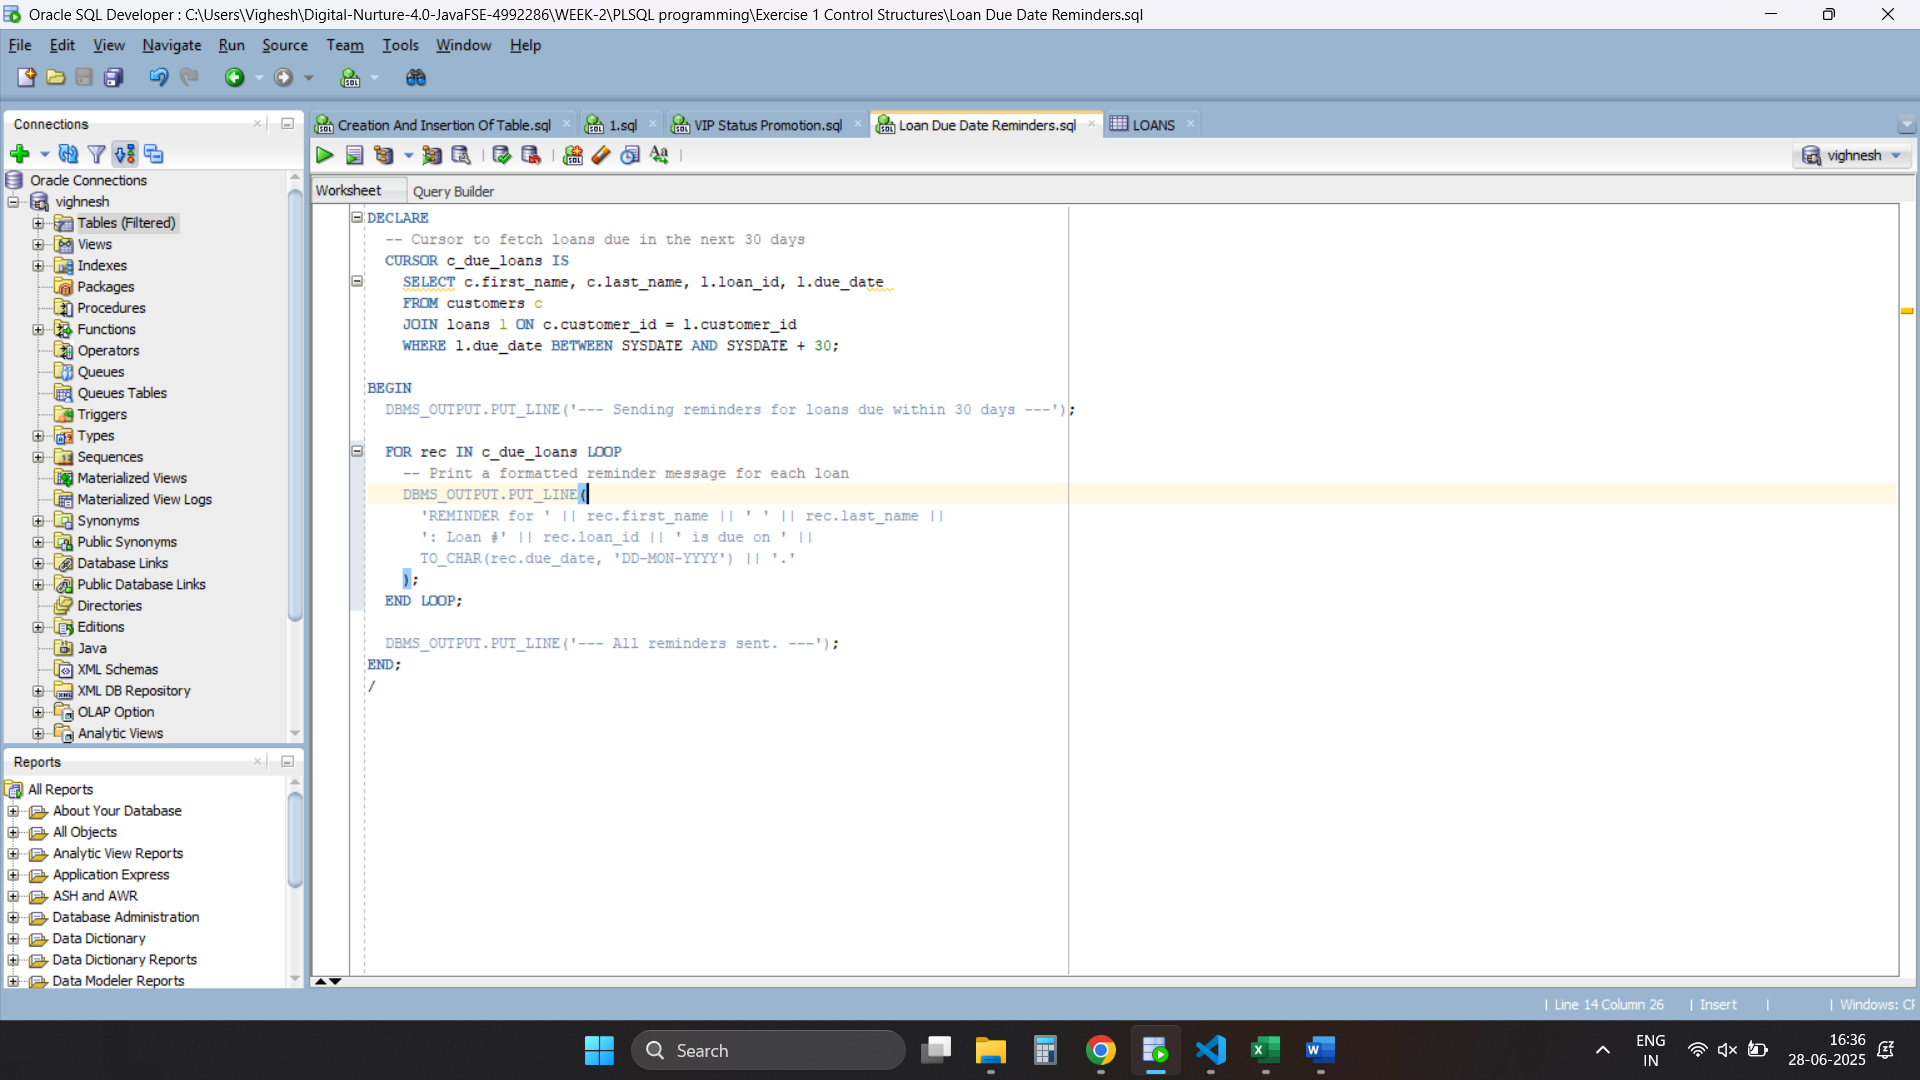 Oracle SQL Developer : C:\Users\Vighesh\Digital-Nurture-4.0-JavaFSE-4992286\WEEK-2\PLSQL programming\Exercise 1 Control Structures\Loan Due Date Reminders.sql
File Edit View Navigate Run Source Team Tools Window Help
Connections
Oracle Connections
vighnesh
Tables (Filtered)
Views
Indexes
Packages
Procedures
Functions
Operators
Queues
Queues Tables
Triggers
Types
Sequences
Materialized Views
Materialized View Logs
Synonyms
Public Synonyms
Database Links
Public Database Links
Directories
Editions
Java
XML Schemas
XML DB Repository
OLAP Option
Analytic Views
Reports
All Reports
About Your Database
All Objects
Analytic View Reports
Application Express
ASH and AWR
Database Administration
Data Dictionary
Data Dictionary Reports
Data Modeler Reports
Creation And Insertion Of Table.sql 1.sql VIP Status Promotion.sql Loan Due Date Reminders.sql LOANS
vighnesh
Worksheet Query Builder
DECLARE
-- Cursor to fetch loans due in the next 30 days
CURSOR c_due_loans IS
SELECT c.first_name, c.last_name, l.loan_id, l.due_date
FROM customers c
JOIN loans l ON c.customer_id = l.customer_id
WHERE l.due_date BETWEEN SYSDATE AND SYSDATE + 30;
BEGIN
DBMS_OUTPUT.PUT_LINE('--- Sending reminders for loans due within 30 days ---');
FOR rec IN c_due_loans LOOP
-- Print a formatted reminder message for each loan
DBMS_OUTPUT.PUT_LINE(
'REMINDER for ' || rec.first_name || ' ' || rec.last_name ||
': Loan #' || rec.loan_id || ' is due on ' ||
TO_CHAR(rec.due_date, 'DD-MON-YYYY') || '.'
);
END LOOP;
DBMS_OUTPUT.PUT_LINE('--- All reminders sent. ---');
END;
/
| Line 14 Column 26 | Insert | | Windows: CF
Search
ENG
IN
16:36
28-06-2025